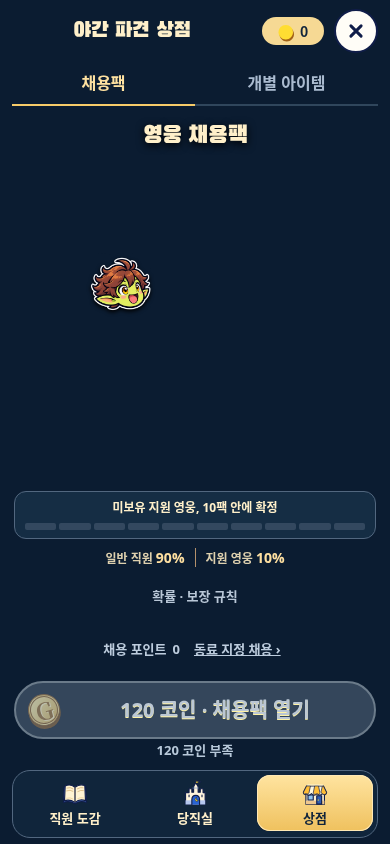 야간 파견 상점
0
채용팩
개별 아이템
영웅 채용팩
미보유 지원 영웅, 10팩 안에 확정
일반 직원 90%
지원 영웅 10%
확률 · 보장 규칙
채용 포인트 0 동료 지정 채용 ›
G
120 코인 · 채용팩 열기
120 코인 부족
직원 도감
당직실
상점